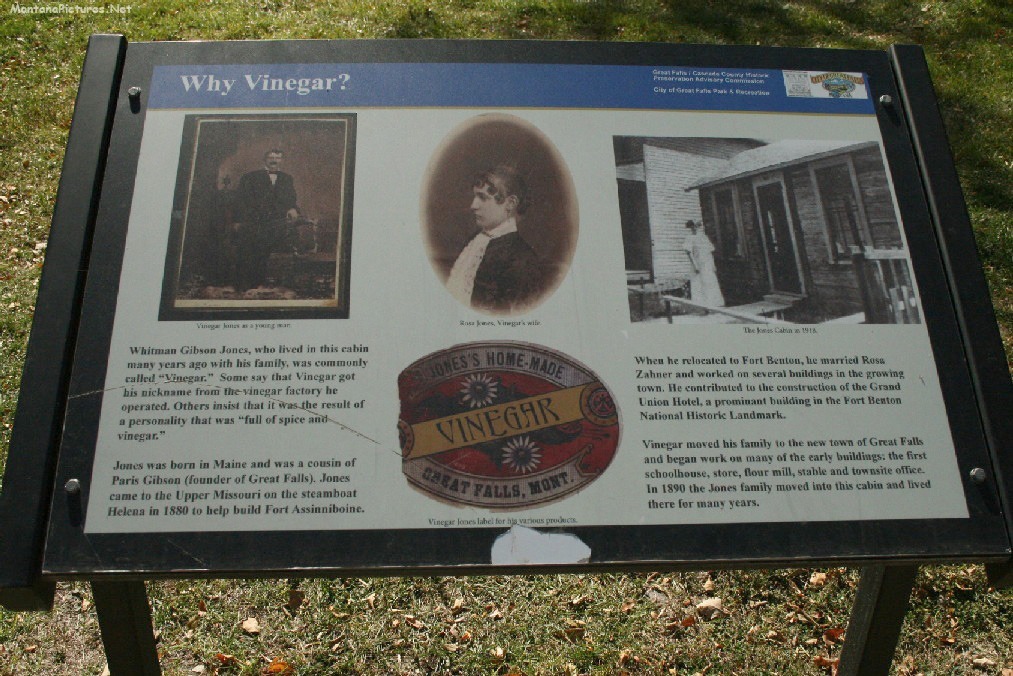 MontanaPictures.Net
Why Vinegar?
Great Falls / Cascade County Historic
Preservation Advisory Commission
City of Great Falls Park & Recreation
Vinegar Jones as a young man.
Rosa Jones, Vinegar's wife.
The Jones Cabin in 1918.
Whitman Gibson Jones, who lived in this cabin
many years ago with his family, was commonly
called “Vinegar.” Some say that Vinegar got
his nickname from the vinegar factory he
operated. Others insist that it was the result of
a personality that was “full of spice and
vinegar.”
Jones was born in Maine and was a cousin of
Paris Gibson (founder of Great Falls). Jones
came to the Upper Missouri on the steamboat
Helena in 1880 to help build Fort Assinniboine.
JONES'S HOME-MADE
VINEGAR
GREAT FALLS, MONT.
Vinegar Jones label for his various products.
When he relocated to Fort Benton, he married Rosa
Zahner and worked on several buildings in the growing
town. He contributed to the construction of the Grand
Union Hotel, a prominant building in the Fort Benton
National Historic Landmark.
Vinegar moved his family to the new town of Great Falls
and began work on many of the early buildings: the first
schoolhouse, store, flour mill, stable and townsite office.
In 1890 the Jones family moved into this cabin and lived
there for many years.